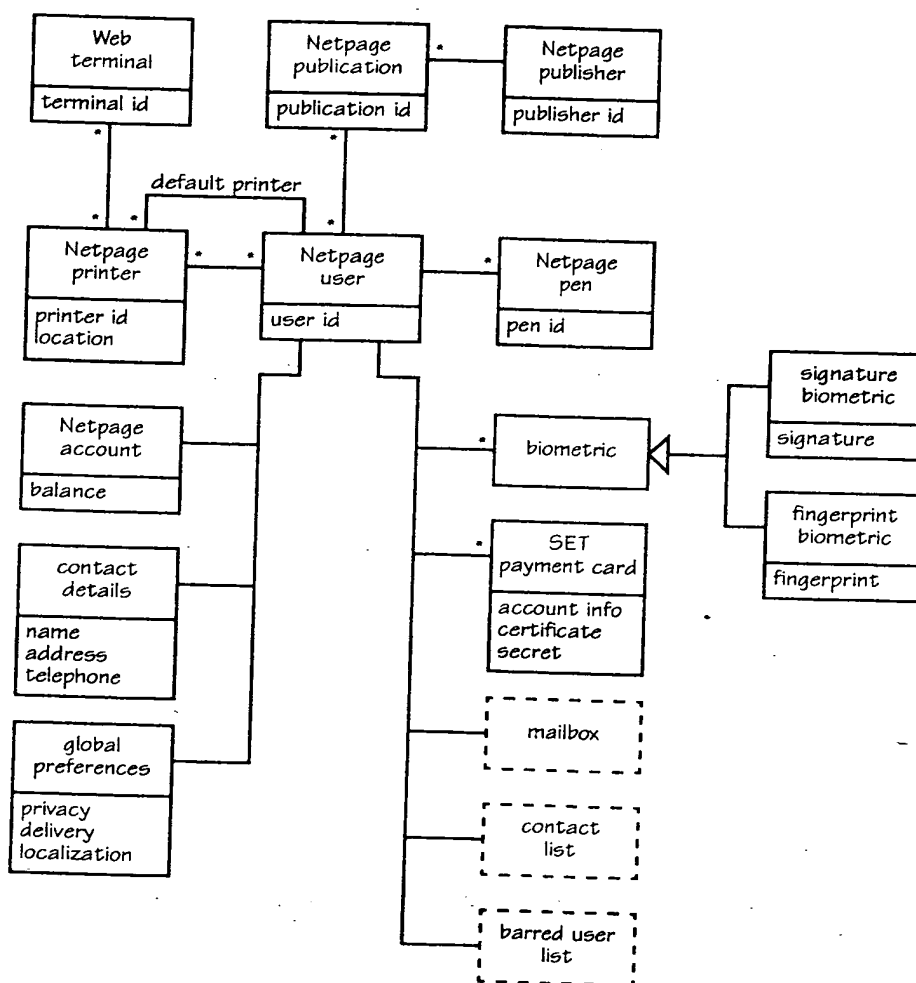 Web
terminal
terminal id
Netpage
publication
publication id
*
Netpage
publisher
publisher id
*
*
default printer
*
*
*
Netpage
printer
printer id
location
*
*
Netpage
user
user id
*
Netpage
pen
pen id
Netpage
account
balance
*
biometric
signature
biometric
signature
fingerprint
biometric
fingerprint
contact
details
name
address
telephone
*
SET
payment card
account info
certificate
secret
global
preferences
privacy
delivery
localization
mailbox
contact
list
barred user
list